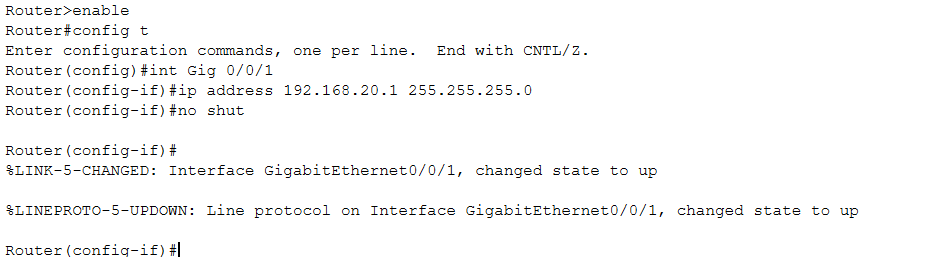 Router>enable
Router#config t
Enter configuration commands, one per line.  End with CNTL/Z.
Router(config)#int Gig 0/0/1
Router(config-if)#ip address 192.168.20.1 255.255.255.0
Router(config-if)#no shut
Router(config-if)#
%LINK-5-CHANGED: Interface GigabitEthernet0/0/1, changed state to up
%LINEPROTO-5-UPDOWN: Line protocol on Interface GigabitEthernet0/0/1, changed state to up
Router(config-if)#